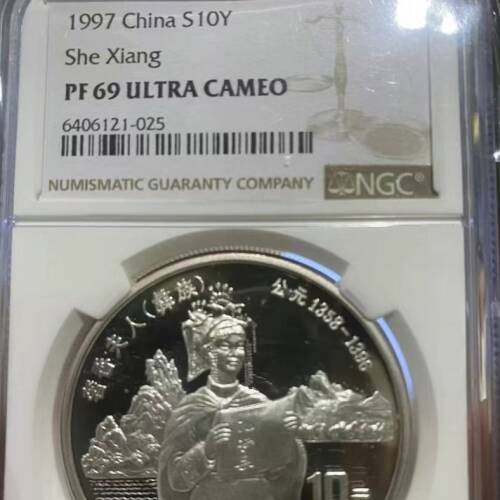 1997 China S10Y
She Xiang
PF 69 ULTRA CAMEO
6406121-025
NUMISMATIC GUARANTY COMPANY
NGC®
奢香夫人(彝族)
公元1358-1396
10